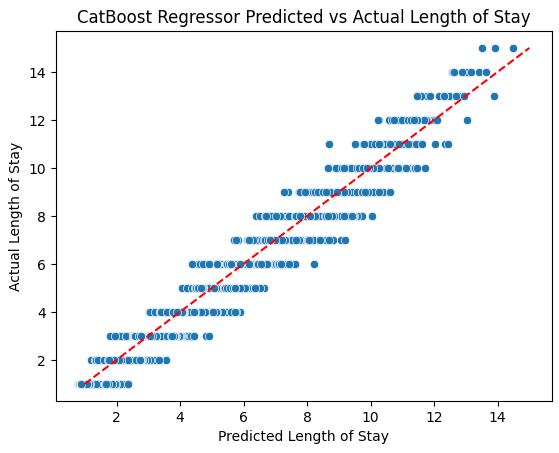 CatBoost Regressor Predicted vs Actual Length of Stay
Actual Length of Stay
14
12
10
8
6
4
2
2 4 6 8 10 12 14
Predicted Length of Stay